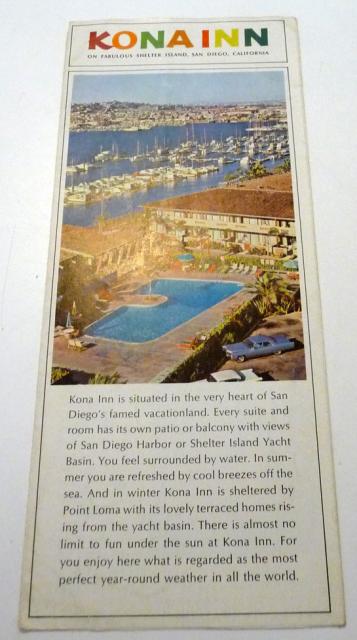 KONA INN
ON FABULOUS SHELTER ISLAND, SAN DIEGO, CALIFORNIA
Kona Inn is situated in the very heart of San
Diego's famed vacationland. Every suite and
room has its own patio or balcony with views
of San Diego Harbor or Shelter Island Yacht
Basin. You feel surrounded by water. In sum-
mer you are refreshed by cool breezes off the
sea. And in winter Kona Inn is sheltered by
Point Loma with its lovely terraced homes ris-
ing from the yacht basin. There is almost no
limit to fun under the sun at Kona Inn. For
you enjoy here what is regarded as the most
perfect year-round weather in all the world.